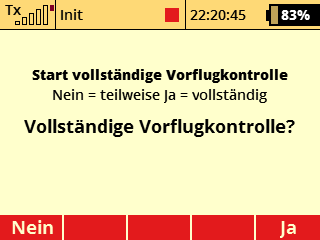 Tx Init 22:20:45 83%
Start vollständige Vorflugkontrolle
Nein = teilweise Ja = vollständig
Vollständige Vorflugkontrolle?
Nein Ja